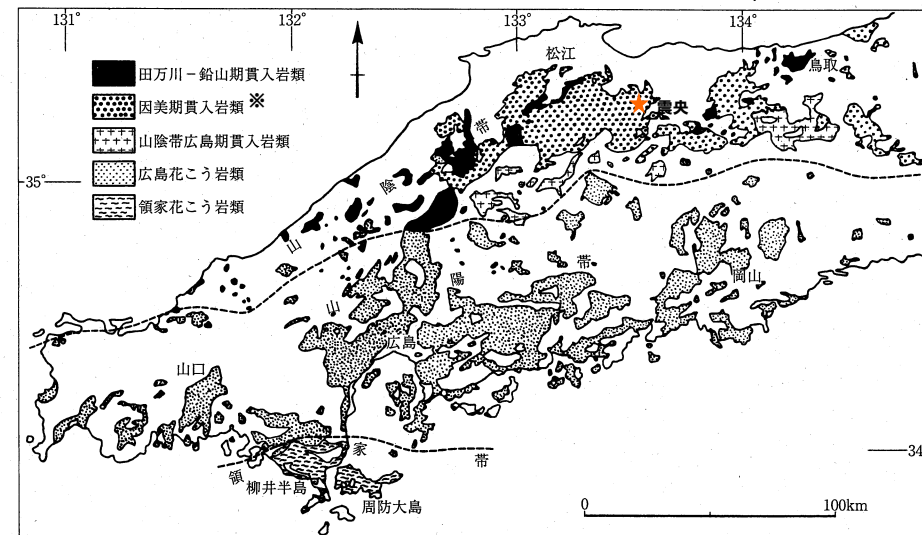 131°
132°
133°
134°
田万川－鉛山期貫入岩類
因美期貫入岩類※
山陰帯広島期貫入岩類
広島花こう岩類
領家花こう岩類
松江
鳥取
震央
35°
山陰帯
山陽帯
岡山
広島
山口
34
領家帯
柳井半島
周防大島
0
100km